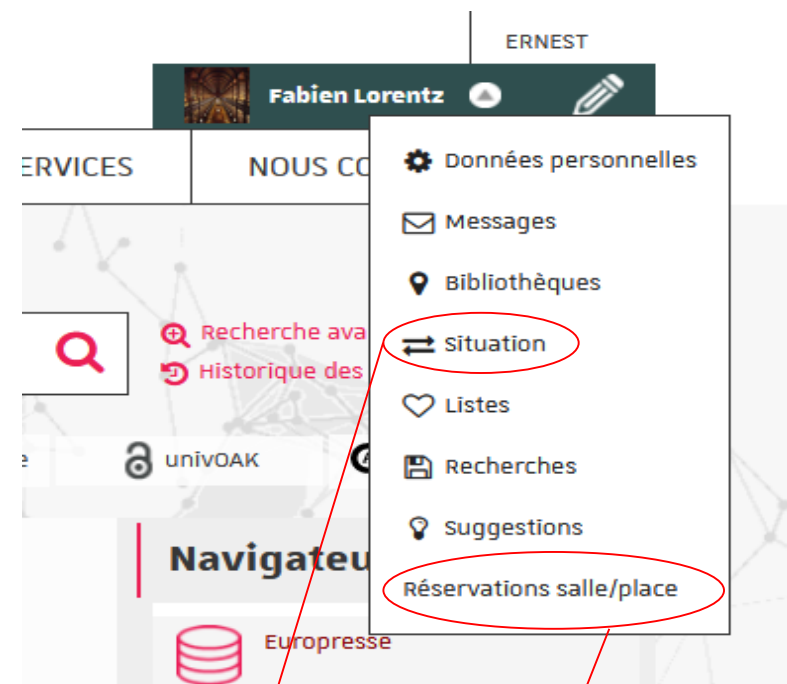 ERNEST
Fabien Lorentz
ERVICES
NOUS CO
Données personnelles
Messages
Bibliothèques
Situation
Listes
Recherches
Suggestions
Réservations salle/place
Recherche ava
Historique des
univOAK
Navigateu
Europresse